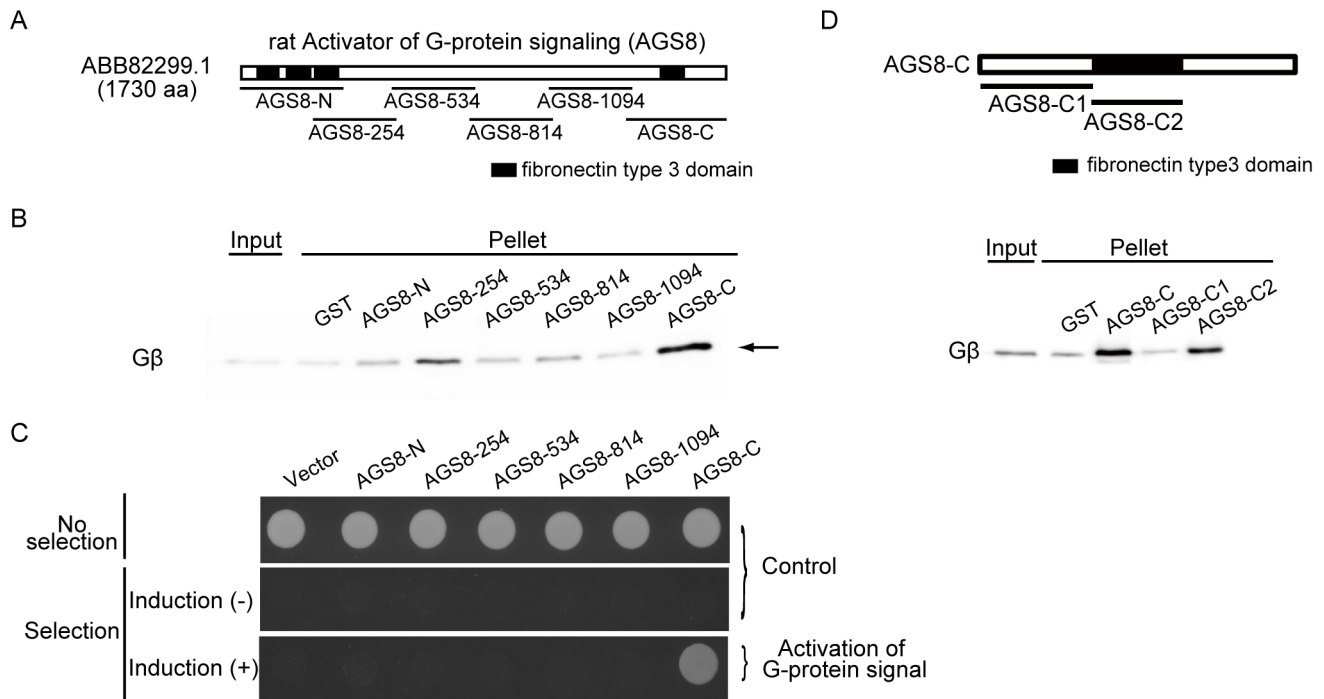 A
rat Activator of G-protein signaling (AGS8)
ABB82299.1
(1730 aa)
AGS8-N
AGS8-534
AGS8-1094
AGS8-254
AGS8-814
AGS8-C
fibronectin type 3 domain
B
Input
Pellet
GST
AGS8-N
AGS8-254
AGS8-534
AGS8-814
AGS8-1094
AGS8-C
Gβ
C
Vector
AGS8-N
AGS8-254
AGS8-534
AGS8-814
AGS8-1094
AGS8-C
No
selection
Control
Selection
Induction (-)
Induction (+)
Activation of
G-protein signal
D
AGS8-C
AGS8-C1
AGS8-C2
fibronectin type3 domain
Input
Pellet
GST
AGS8-C
AGS8-C1
AGS8-C2
Gβ